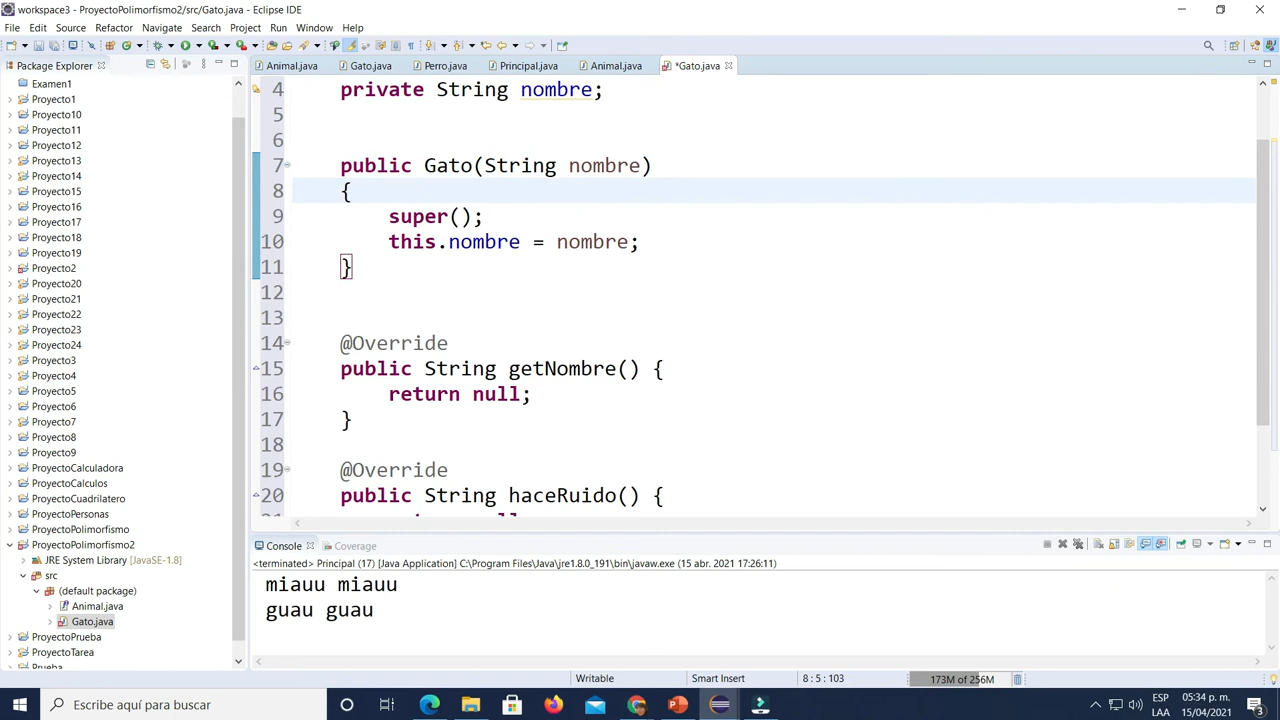 workspace3 - ProyectoPolimorfismo2/src/Gato.java - Eclipse IDE
File Edit Source Refactor Navigate Search Project Run Window Help
Package Explorer
Animal.java Gato.java Perro.java Principal.java Animal.java *Gato.java
Examen1
Proyecto1
Proyecto10
Proyecto11
Proyecto12
Proyecto13
Proyecto14
Proyecto15
Proyecto16
Proyecto17
Proyecto18
Proyecto19
Proyecto2
Proyecto20
Proyecto21
Proyecto22
Proyecto23
Proyecto24
Proyecto3
Proyecto4
Proyecto5
Proyecto6
Proyecto7
Proyecto8
Proyecto9
ProyectoCalculadora
ProyectoCalculos
ProyectoCuadrilatero
ProyectoPersonas
ProyectoPolimorfismo
ProyectoPolimorfismo2
JRE System Library [JavaSE-1.8]
src
(default package)
Animal.java
Gato.java
ProyectoPrueba
ProyectoTarea
Prueba
4 private String nombre;
5
6
7 public Gato(String nombre)
8 {
9 super();
10 this.nombre = nombre;
11 }
12
13
14 @Override
15 public String getNombre() {
16 return null;
17 }
18
19 @Override
20 public String haceRuido() {
Console Coverage
<terminated> Principal (17) [Java Application] C:\Program Files\Java\jre1.8.0_191\bin\javaw.exe (15 abr. 2021 17:26:11)
miauu miauu
guau guau
Writable Smart Insert 8 : 5 : 103 173M of 256M
Escribe aquí para buscar
ESP
LAA
05:34 p. m.
15/04/2021
3